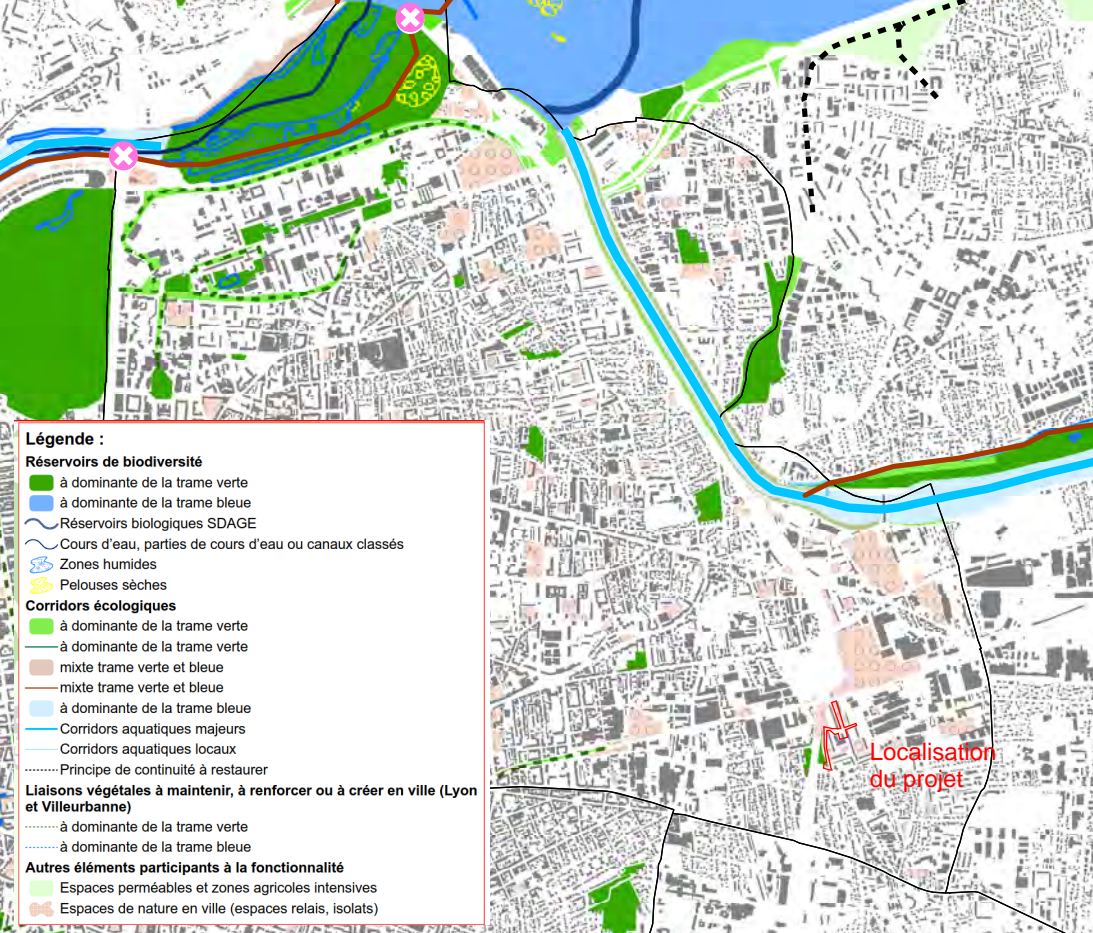 Légende :
Réservoirs de biodiversité
à dominante de la trame verte
à dominante de la trame bleue
Réservoirs biologiques SDAGE
Cours d'eau, parties de cours d'eau ou canaux classés
Zones humides
Pelouses sèches
Corridors écologiques
à dominante de la trame verte
à dominante de la trame verte
mixte trame verte et bleue
mixte trame verte et bleue
à dominante de la trame bleue
Corridors aquatiques majeurs
Corridors aquatiques locaux
Principe de continuité à restaurer
Liaisons végétales à maintenir, à renforcer ou à créer en ville (Lyon
et Villeurbanne)
à dominante de la trame verte
à dominante de la trame bleue
Autres éléments participants à la fonctionnalité
Espaces perméables et zones agricoles intensives
Espaces de nature en ville (espaces relais, isolats)
Localisation
du projet